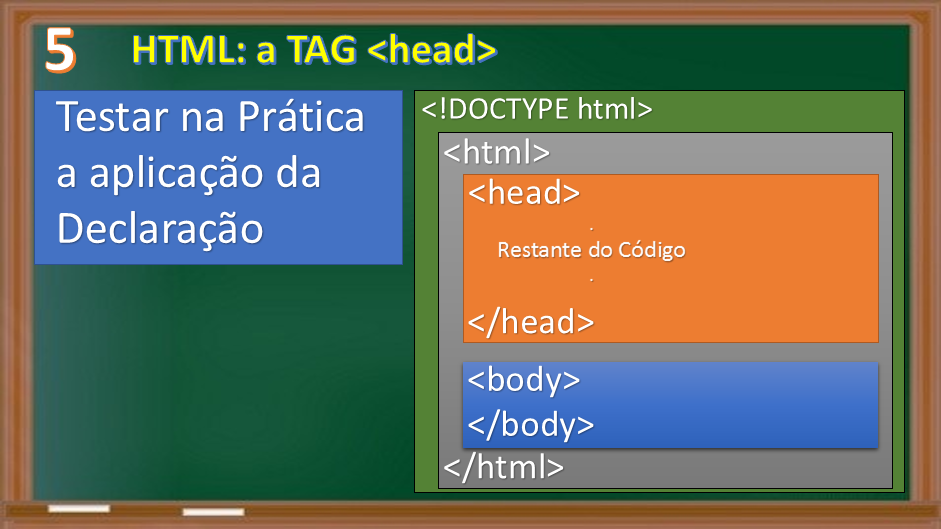 5
HTML: a TAG <head>
Testar na Prática
a aplicação da
Declaração
<!DOCTYPE html>
<html>
<head>
.
Restante do Código
.
</head>
<body>
</body>
</html>